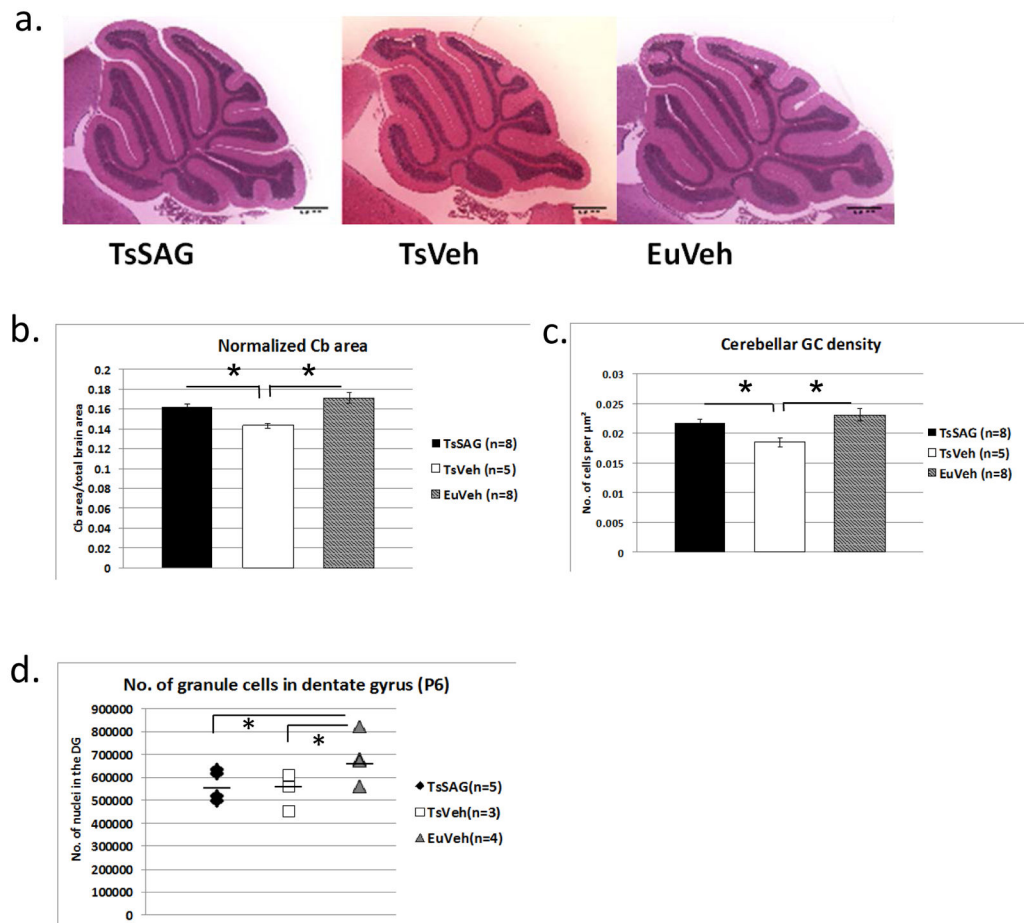 a.
TsSAG
TsVeh
EuVeh
b.
Normalized Cb area
Cb area/total brain area
0.2
0.18
0.16
0.14
0.12
0.1
0.08
0.06
0.04
0.02
0
*
*
TsSAG (n=8)
TsVeh (n=5)
EuVeh (n=8)
c.
Cerebellar GC density
No. of cells per µm²
0.03
0.025
0.02
0.015
0.01
0.005
0
*
*
TsSAG (n=8)
TsVeh (n=5)
EuVeh (n=8)
d.
No. of granule cells in dentate gyrus (P6)
No. of nuclei in the DG
900000
800000
700000
600000
500000
400000
300000
200000
100000
0
*
*
TsSAG(n=5)
TsVeh(n=3)
EuVeh(n=4)